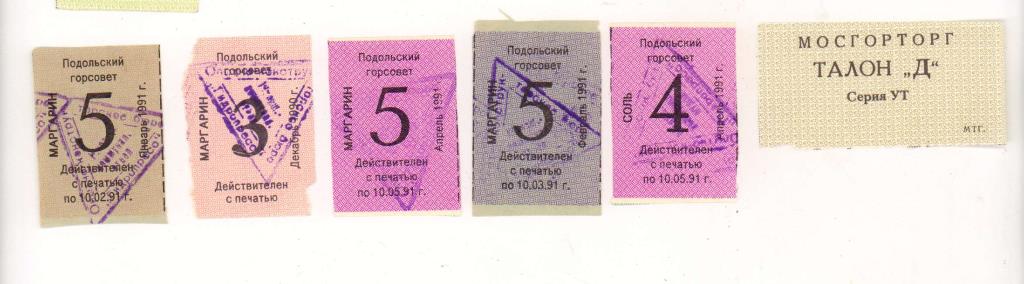 Подольский
горсовет
МАРГАРИН
5
Январь 1991 г.
Действителен
с печатью
по 10.02.91 г.
Подольский
горсовет
МАРГАРИН
3
Декабрь 1990 г.
Действителен
с печатью
Подольский
горсовет
МАРГАРИН
5
Апрель 1991
Действителен
с печатью
по 10.05.91 г.
Подольский
горсовет
МАРГАРИН
5
Февраль 1991 г.
Действителен
с печатью
по 10.03.91 г.
Подольский
горсовет
СОЛЬ
4
Апрель 1991 г.
Действителен
с печатью
по 10.05.91 г.
МОСГОРТОРГ
ТАЛОН „Д“
Серия УТ
МТГ.